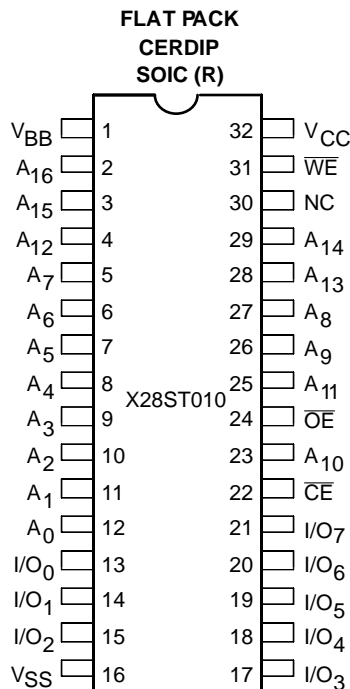 FLAT PACK
CERDIP
SOIC (R)
VBB 1 32 VCC
A16 2 31 W̅E̅
A15 3 30 NC
A12 4 29 A14
A7 5 28 A13
A6 6 27 A8
A5 7 26 A9
A4 8 25 A11
X28ST010
A3 9 24 O̅E̅
A2 10 23 A10
A1 11 22 C̅E̅
A0 12 21 I/O7
I/O0 13 20 I/O6
I/O1 14 19 I/O5
I/O2 15 18 I/O4
VSS 16 17 I/O3